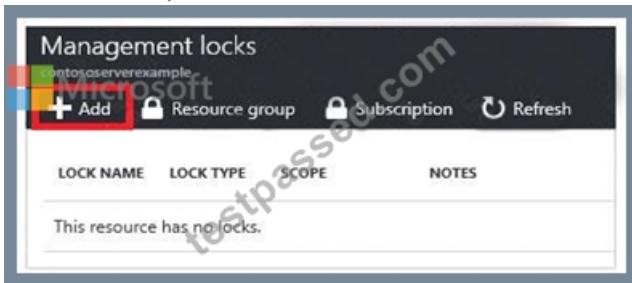 Management locks
contososerverexample
Microsoft
Add Resource group Subscription Refresh
LOCK NAME LOCK TYPE SCOPE NOTES
This resource has no locks.
testpassed.com